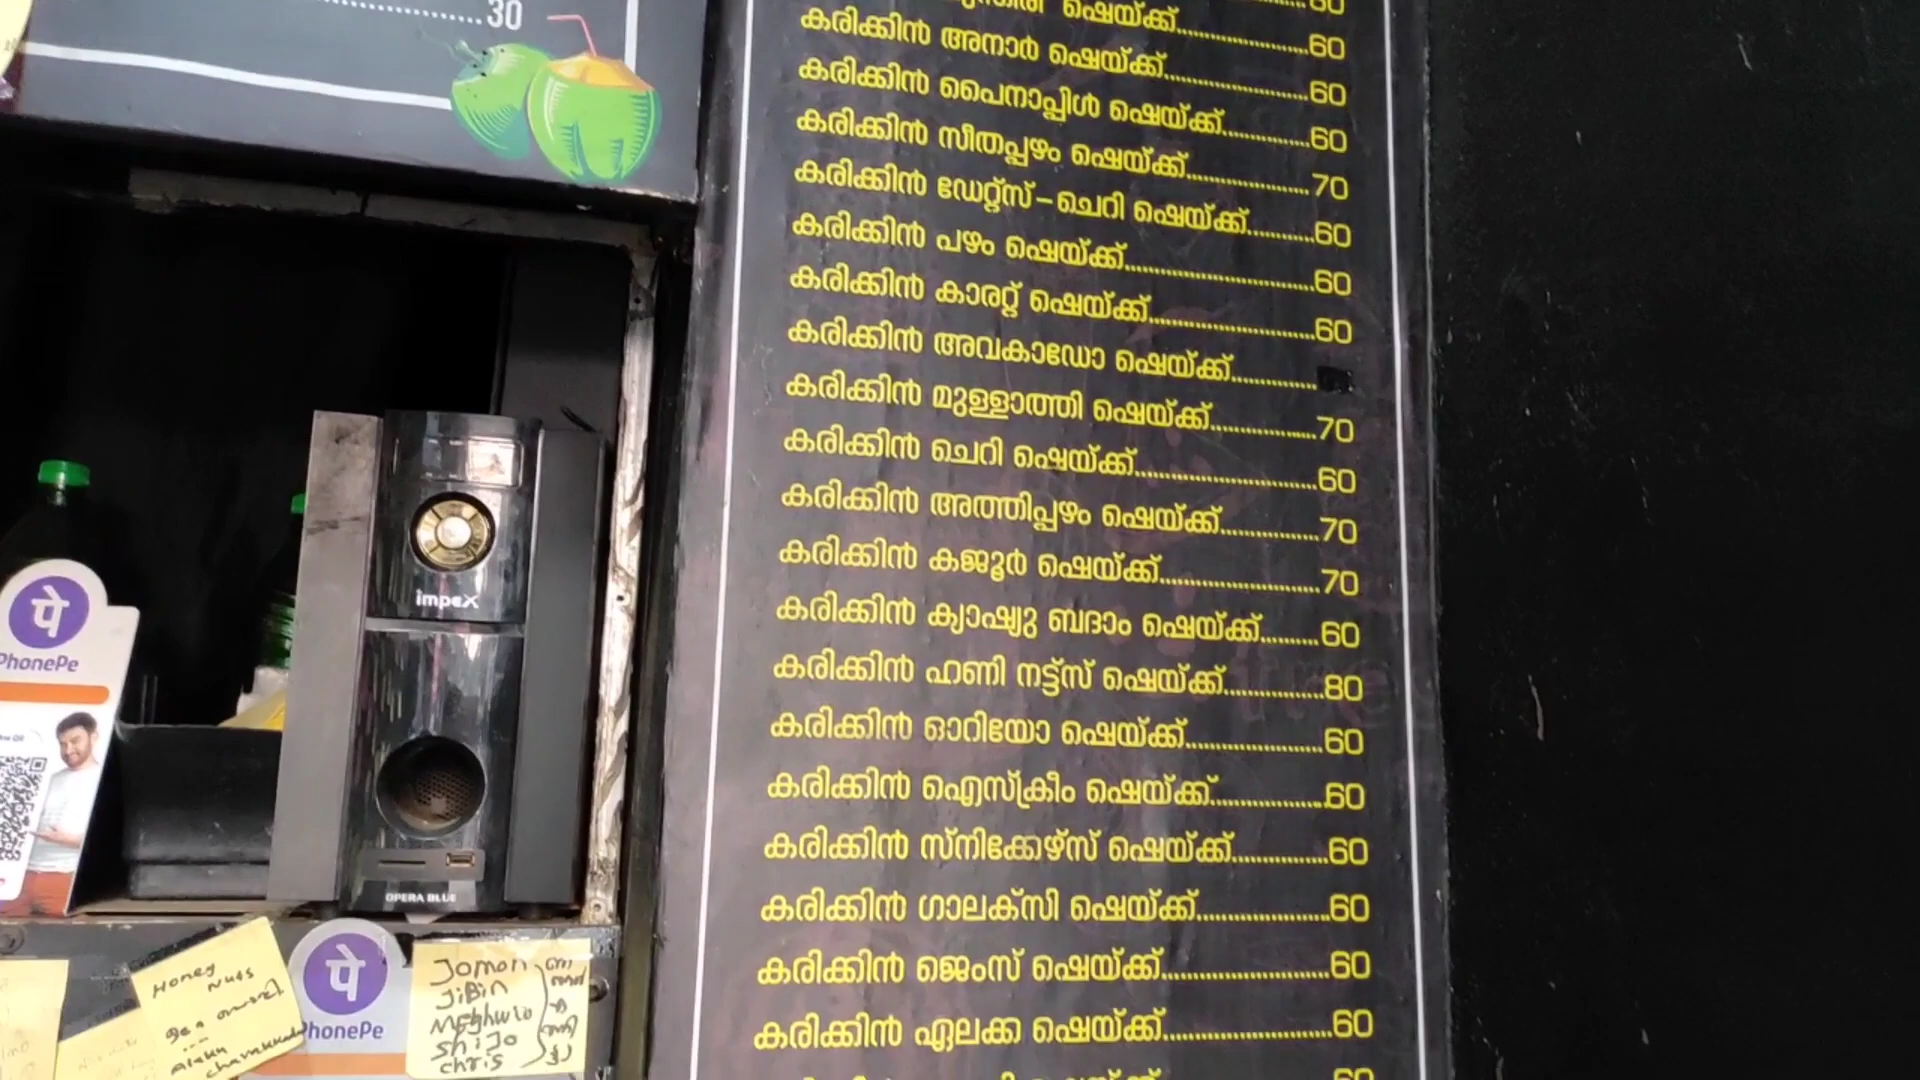 30
ഷെയ്ക്ക്..................60
കരിക്കിൻ അനാർ ഷെയ്ക്ക്..................60
കരിക്കിൻ പൈനാപ്പിൾ ഷെയ്ക്ക്..................60
കരിക്കിൻ സീതപ്പഴം ഷെയ്ക്ക്..................70
കരിക്കിൻ ഡേറ്റ്സ്-ചെറി ഷെയ്ക്ക്..................60
കരിക്കിൻ പഴം ഷെയ്ക്ക്..................60
കരിക്കിൻ കാരറ്റ് ഷെയ്ക്ക്..................60
കരിക്കിൻ അവകാഡോ ഷെയ്ക്ക്..................
കരിക്കിൻ മുള്ളാത്തി ഷെയ്ക്ക്..................70
കരിക്കിൻ ചെറി ഷെയ്ക്ക്..................60
കരിക്കിൻ അത്തിപ്പഴം ഷെയ്ക്ക്..................70
കരിക്കിൻ കജൂർ ഷെയ്ക്ക്..................70
കരിക്കിൻ ക്യാഷ്യു ബദാം ഷെയ്ക്ക്..........60
കരിക്കിൻ ഹണി നട്ട്സ് ഷെയ്ക്ക്..................80
കരിക്കിൻ ഓറിയോ ഷെയ്ക്ക്..................60
കരിക്കിൻ ഐസ്ക്രീം ഷെയ്ക്ക്..................60
കരിക്കിൻ സ്നിക്കേഴ്സ് ഷെയ്ക്ക്..................60
കരിക്കിൻ ഗാലക്സി ഷെയ്ക്ക്..................60
കരിക്കിൻ ജെംസ് ഷെയ്ക്ക്..................60
കരിക്കിൻ ഏലക്ക ഷെയ്ക്ക്..................60
impex
OPERA BLUE
पे
PhonePe
Honey
Nuts
पे
PhonePe
Jomon
Jibin
Shijo
chris